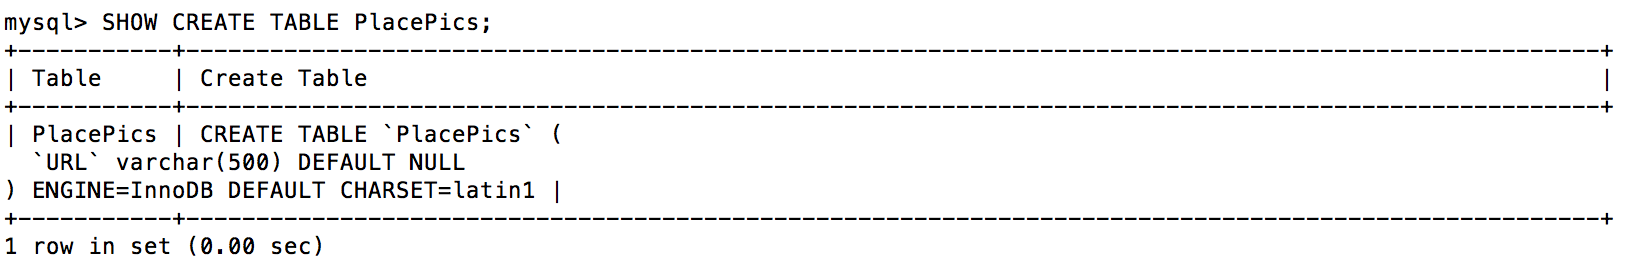 mysql> SHOW CREATE TABLE PlacePics;
+-----------+-----------------------------------------------------------------------------------------------------+
| Table     | Create Table                                                                                        |
+-----------+-----------------------------------------------------------------------------------------------------+
| PlacePics | CREATE TABLE `PlacePics` (
  `URL` varchar(500) DEFAULT NULL
) ENGINE=InnoDB DEFAULT CHARSET=latin1 |
+-----------+-----------------------------------------------------------------------------------------------------+
1 row in set (0.00 sec)